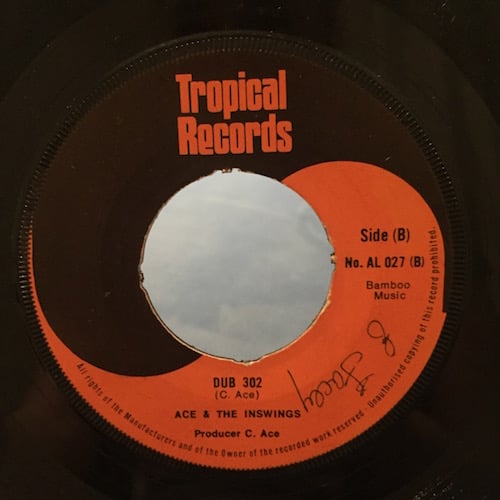 Tropical
Records
Side (B)
No. AL 027 (B)
Bamboo
Music
DUB 302
(C. Ace)
ACE & THE INSWINGS
Producer C. Ace
All rights of the Manufacturers and of the Owner of the recorded work reserved - Unauthorised copying of this record prohibited.